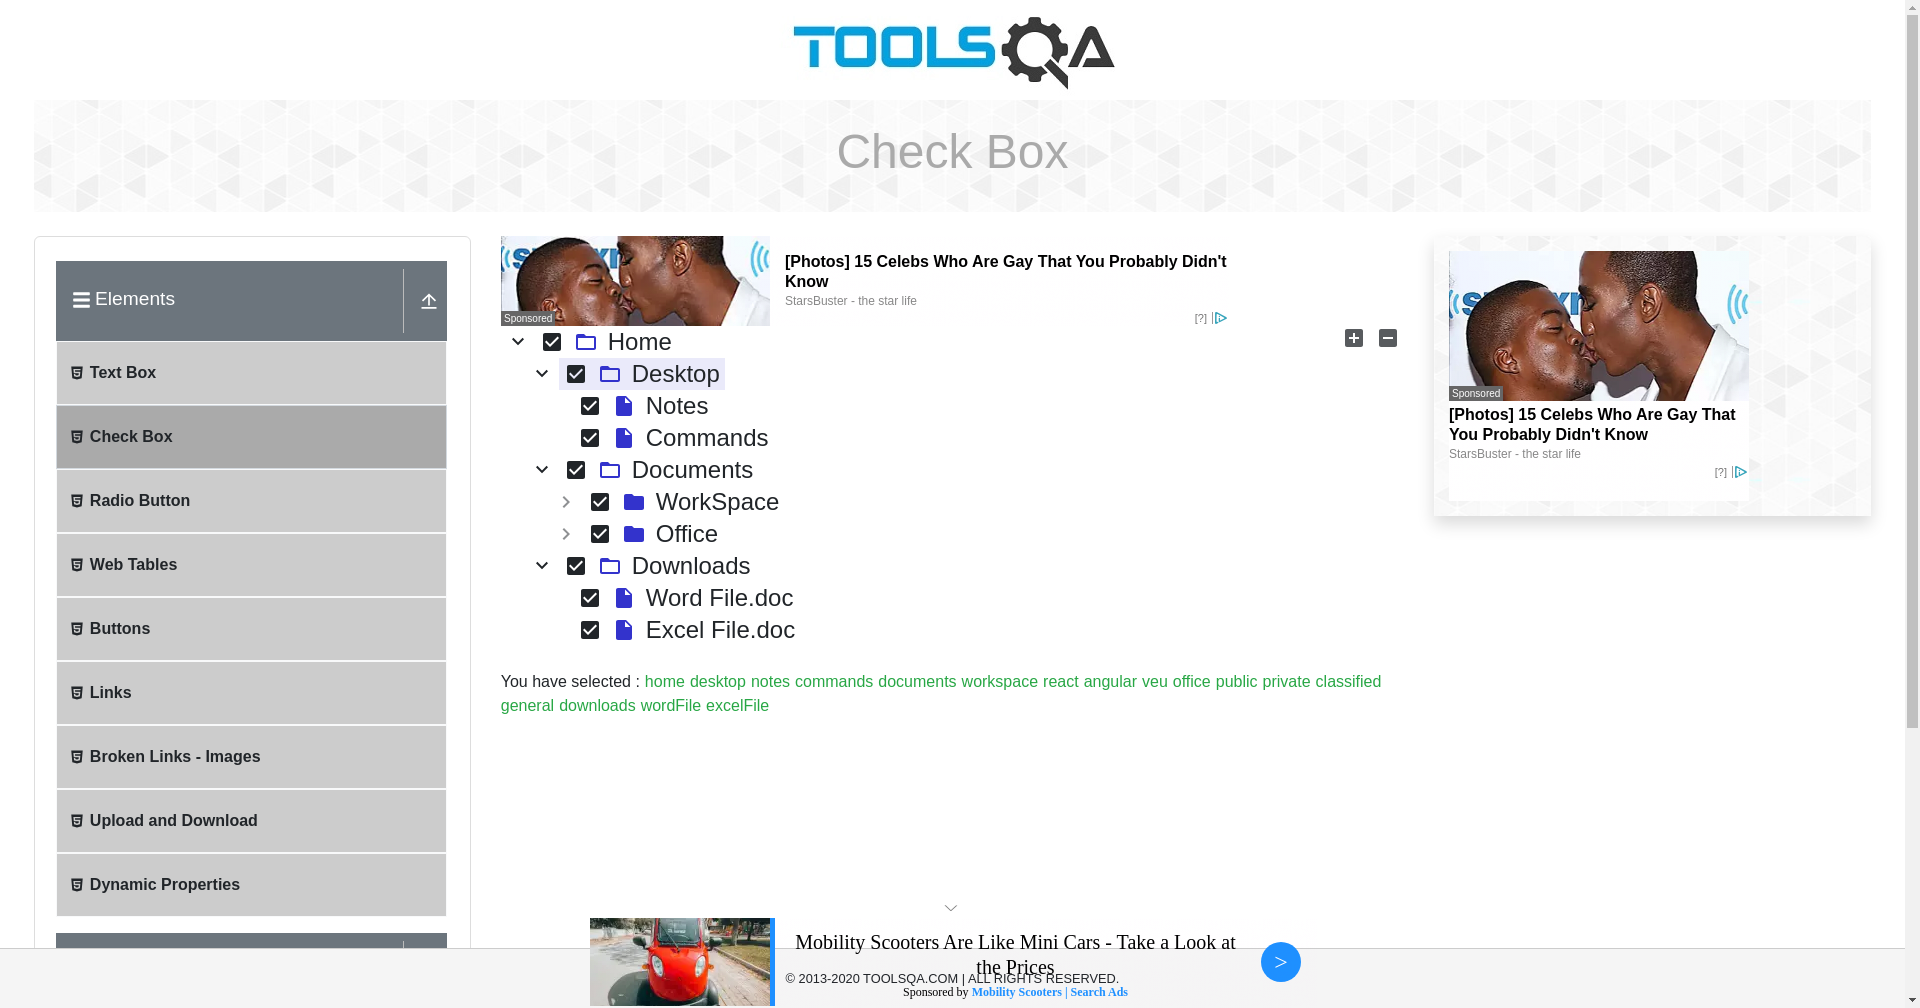 TOOLSQA
Check Box
Elements
Text Box
Check Box
Radio Button
Web Tables
Buttons
Links
Broken Links - Images
Upload and Download
Dynamic Properties
Sponsored
[Photos] 15 Celebs Who Are Gay That You Probably Didn't
Know
StarsBuster - the star life
[?]
Home
Desktop
Notes
Commands
Documents
WorkSpace
Office
Downloads
Word File.doc
Excel File.doc
You have selected : home desktop notes commands documents workspace react angular veu office public private classified
general downloads wordFile excelFile
Sponsored
[Photos] 15 Celebs Who Are Gay That
You Probably Didn't Know
StarsBuster - the star life
[?]
Mobility Scooters Are Like Mini Cars - Take a Look at
the Prices
>
© 2013-2020 TOOLSQA.COM | ALL RIGHTS RESERVED.
Sponsored by Mobility Scooters | Search Ads